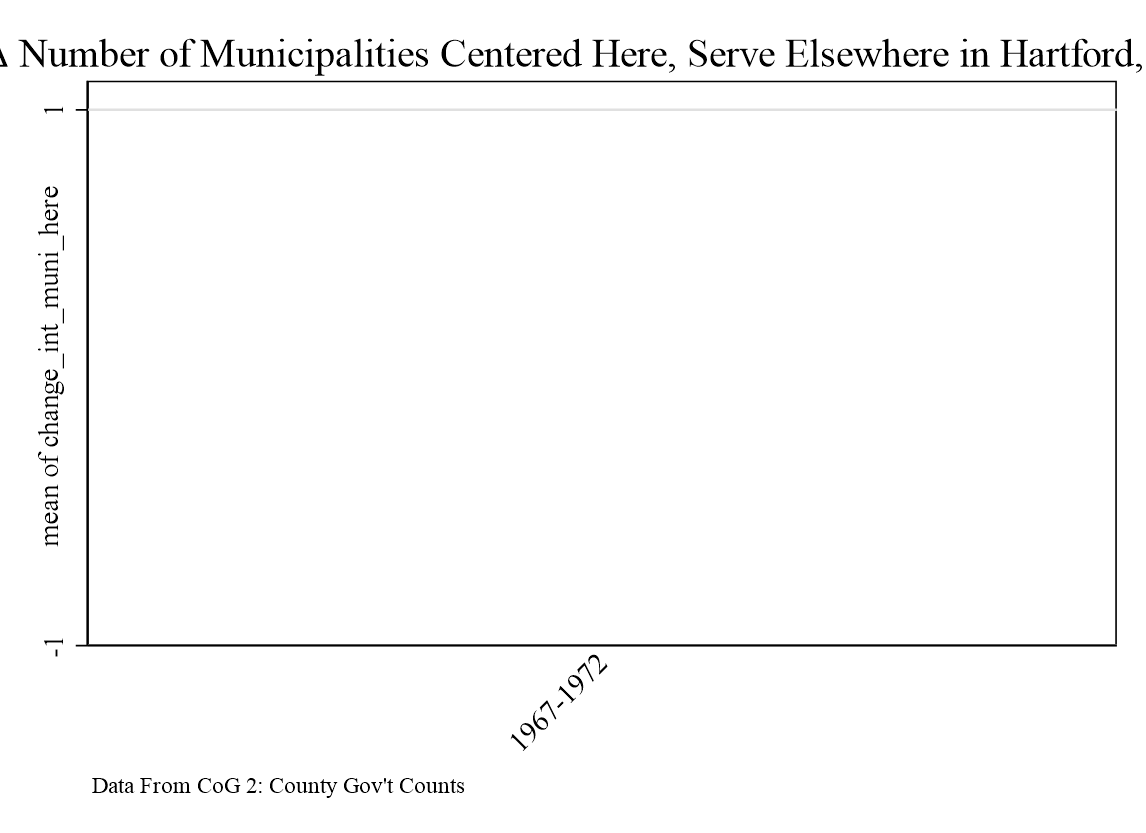 Δ Number of Municipalities Centered Here, Serve Elsewhere in Hartford,
1
mean of change_int_muni_here
-1
1967-1972
Data From CoG 2: County Gov't Counts